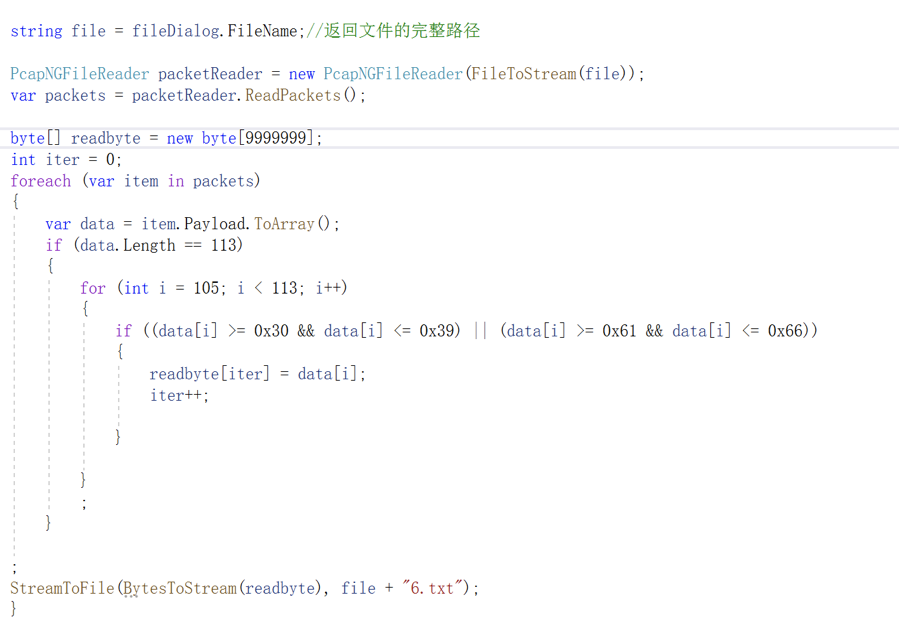 string file = fileDialog.FileName;//返回文件的完整路径
PcapNGFileReader packetReader = new PcapNGFileReader(FileToStream(file));
var packets = packetReader.ReadPackets();
byte[] readbyte = new byte[9999999];
int iter = 0;
foreach (var item in packets)
{
var data = item.Payload.ToArray();
if (data.Length == 113)
{
for (int i = 105; i < 113; i++)
{
if ((data[i] >= 0x30 && data[i] <= 0x39) || (data[i] >= 0x61 && data[i] <= 0x66))
{
readbyte[iter] = data[i];
iter++;
}
}
;
}
;
StreamToFile(BytesToStream(readbyte), file + "6.txt");
}